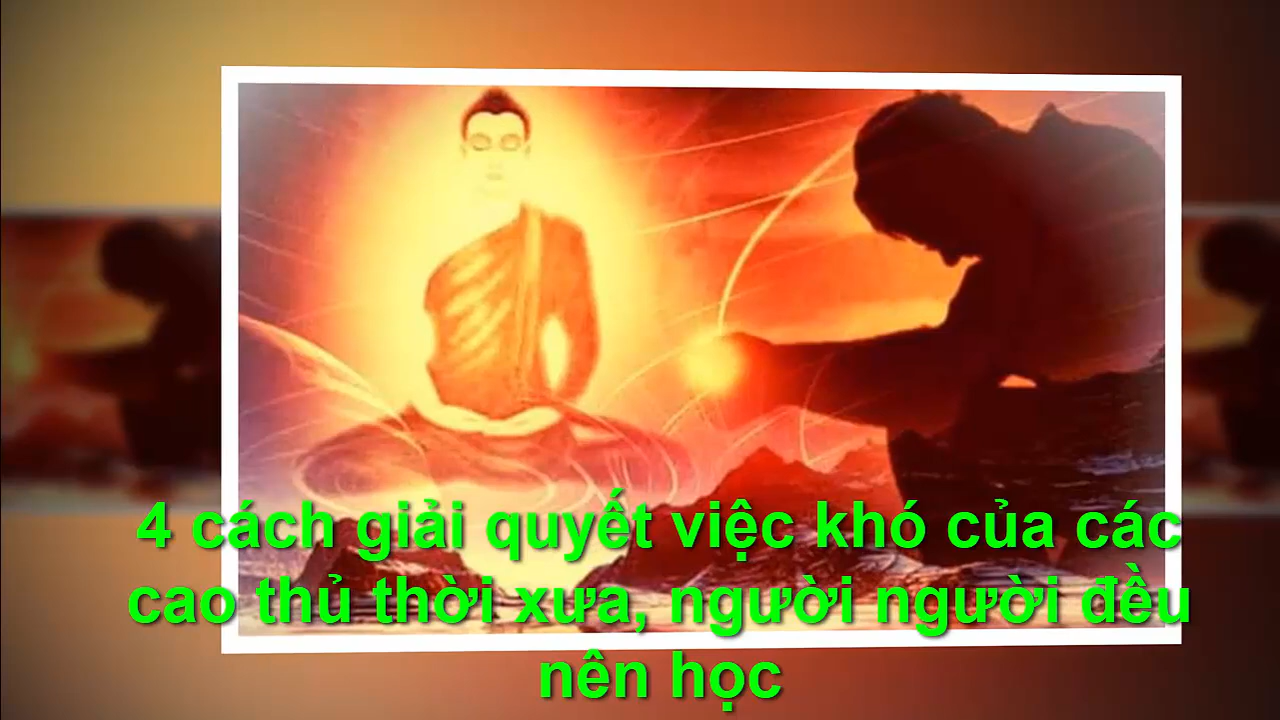 4 cách giải quyết việc khó của các
cao thủ thời xưa, người người đều
nên học